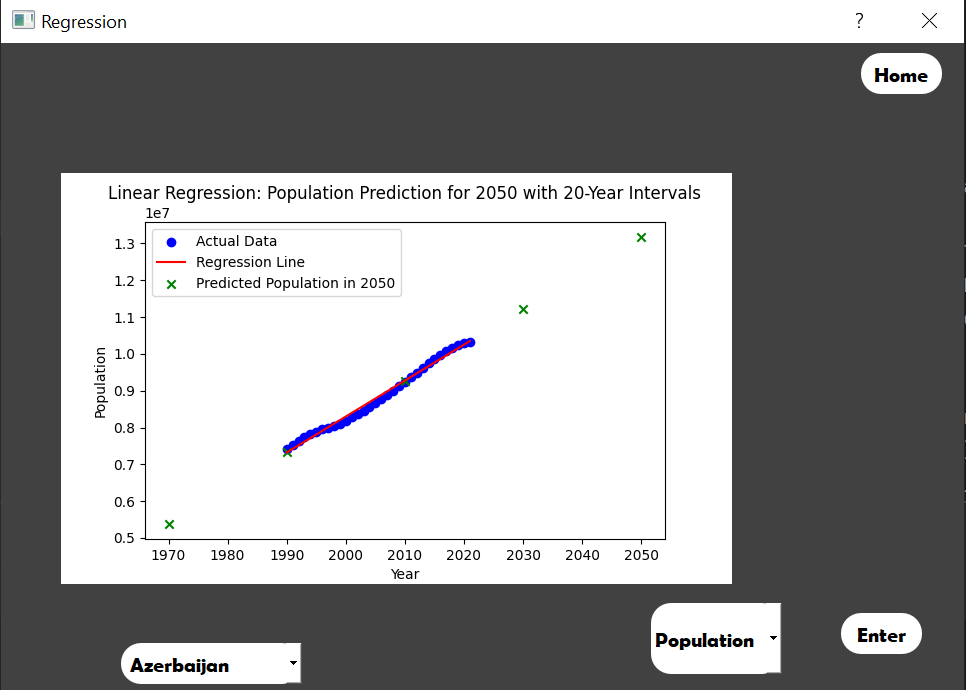 Regression
?
Home
Linear Regression: Population Prediction for 2050 with 20-Year Intervals
1e7
1.3
1.2
1.1
1.0
0.9
0.8
0.7
0.6
0.5
Actual Data
Regression Line
Predicted Population in 2050
Population
1970 1980 1990 2000 2010 2020 2030 2040 2050
Year
Population
Enter
Azerbaijan